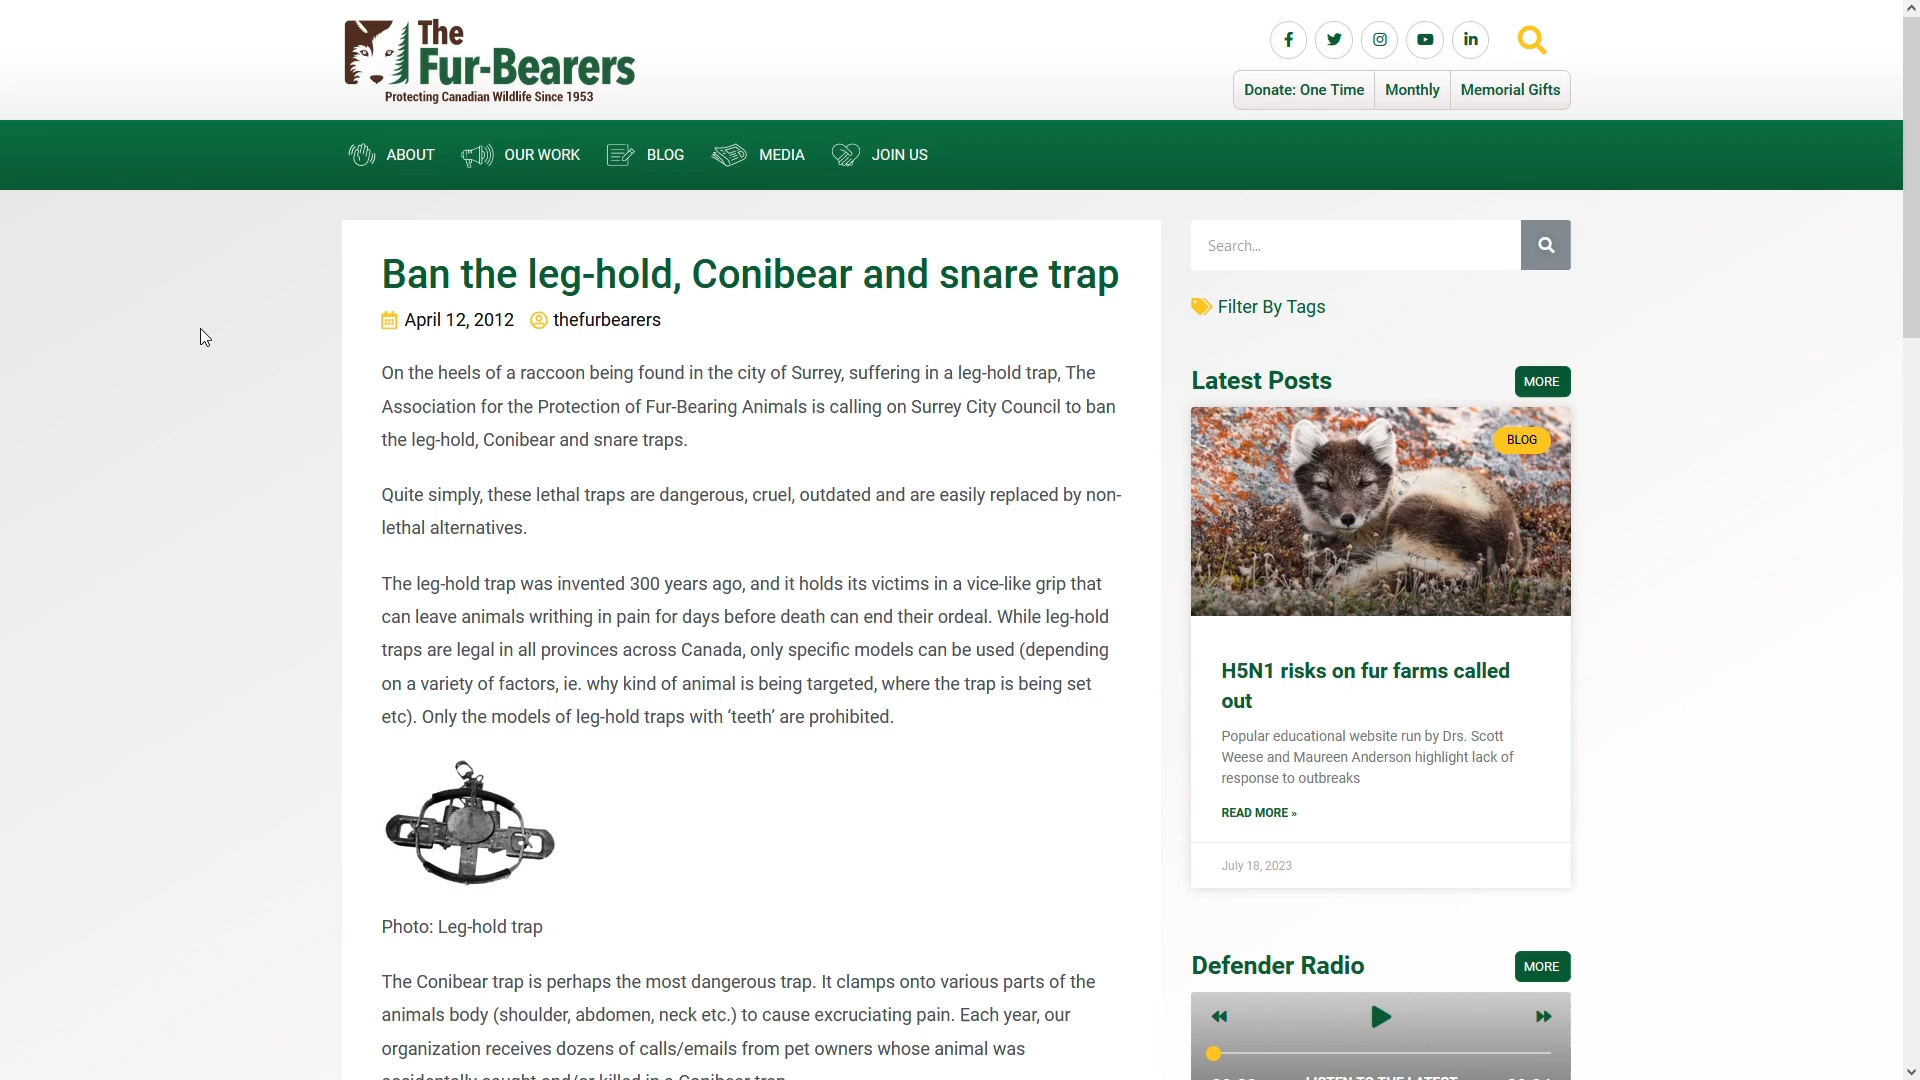 The
Fur-Bearers
Protecting Canadian Wildlife Since 1953
Donate: One Time
Monthly
Memorial Gifts
ABOUT
OUR WORK
BLOG
MEDIA
JOIN US
Ban the leg-hold, Conibear and snare trap
April 12, 2012
thefurbearers
On the heels of a raccoon being found in the city of Surrey, suffering in a leg-hold trap, The
Association for the Protection of Fur-Bearing Animals is calling on Surrey City Council to ban
the leg-hold, Conibear and snare traps.
Quite simply, these lethal traps are dangerous, cruel, outdated and are easily replaced by non-
lethal alternatives.
The leg-hold trap was invented 300 years ago, and it holds its victims in a vice-like grip that
can leave animals writhing in pain for days before death can end their ordeal. While leg-hold
traps are legal in all provinces across Canada, only specific models can be used (depending
on a variety of factors, ie. why kind of animal is being targeted, where the trap is being set
etc). Only the models of leg-hold traps with ‘teeth’ are prohibited.
Photo: Leg-hold trap
The Conibear trap is perhaps the most dangerous trap. It clamps onto various parts of the
animals body (shoulder, abdomen, neck etc.) to cause excruciating pain. Each year, our
organization receives dozens of calls/emails from pet owners whose animal was
accidentally caught and/or killed in a Conibear trap.
Search...
Filter By Tags
Latest Posts
MORE
BLOG
H5N1 risks on fur farms called
out
Popular educational website run by Drs. Scott
Weese and Maureen Anderson highlight lack of
response to outbreaks
READ MORE »
July 18, 2023
Defender Radio
MORE
LISTEN TO THE LATEST